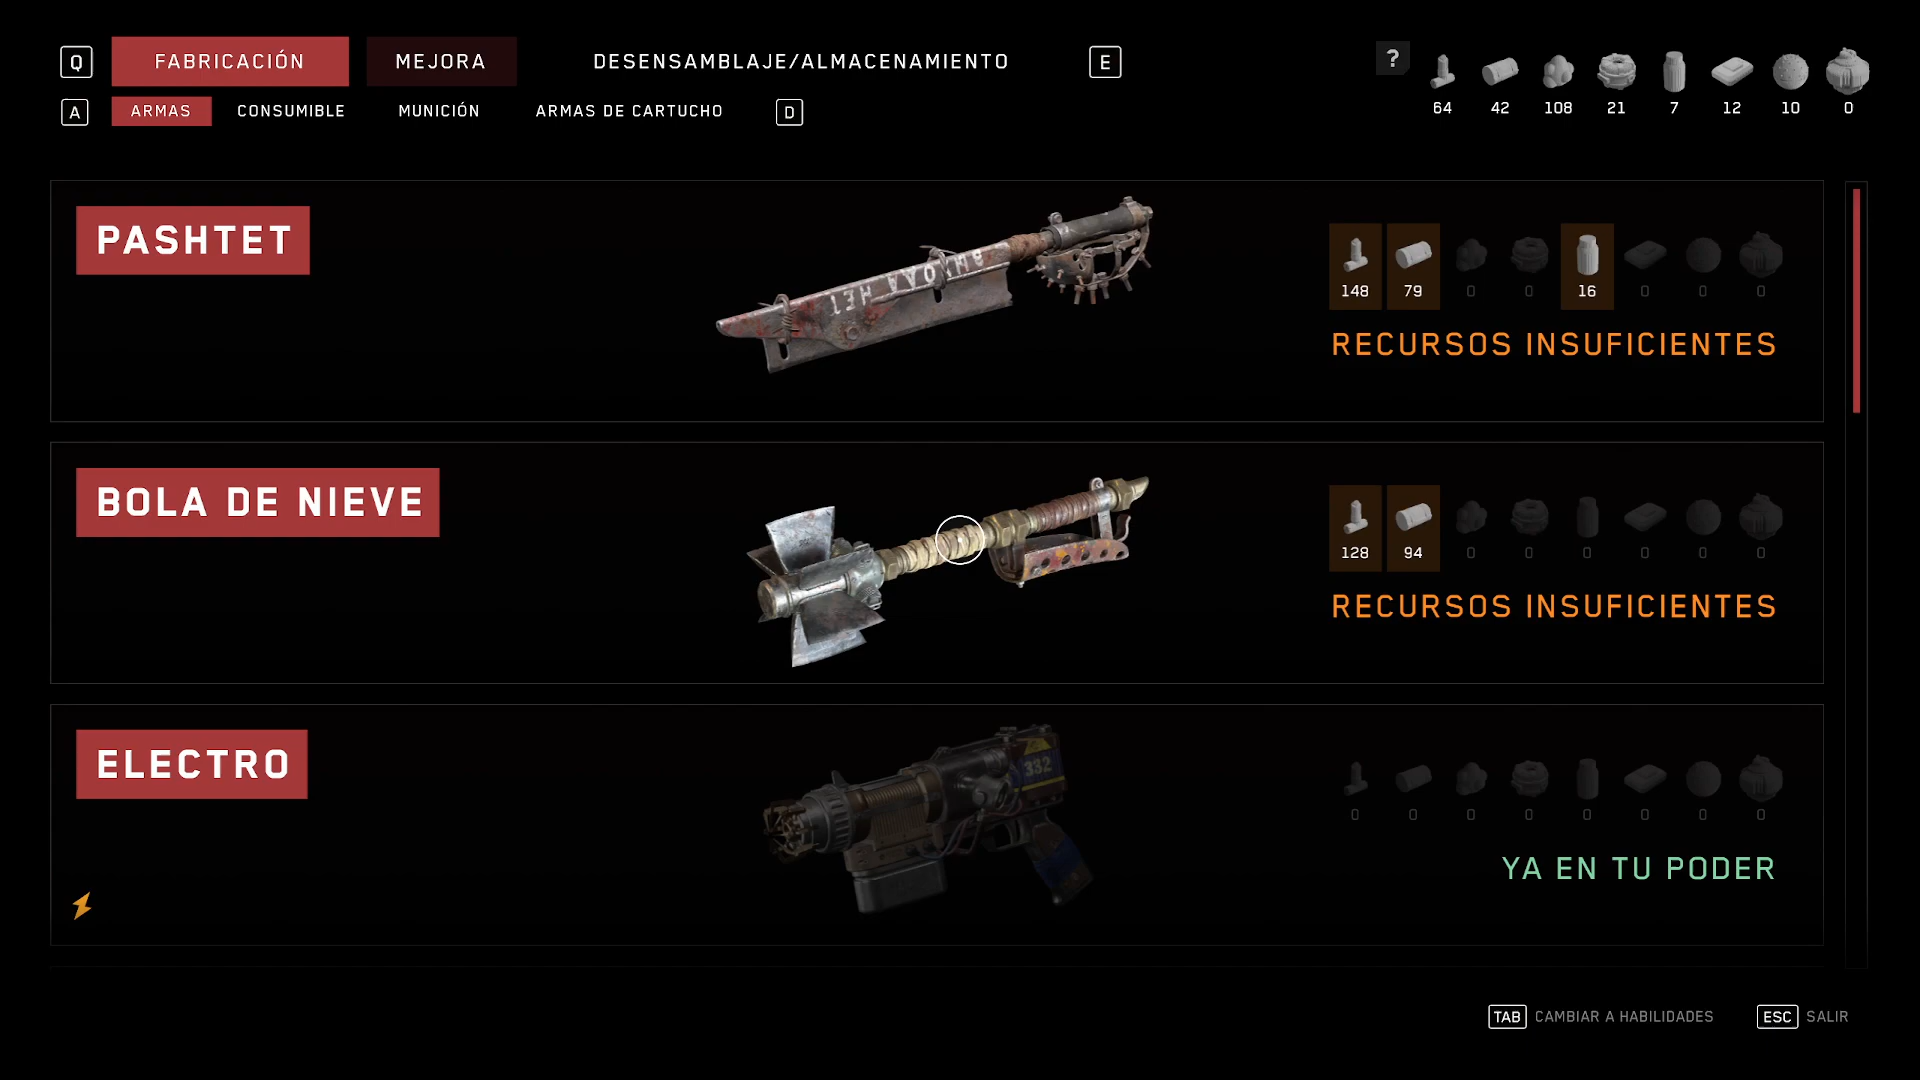 Q FABRICACIÓN MEJORA DESENSAMBLAJE/ALMACENAMIENTO E ?
A ARMAS CONSUMIBLE MUNICIÓN ARMAS DE CARTUCHO D
64 42 108 21 7 12 10 0
PASHTET
148 79 0 0 16 0 0 0
RECURSOS INSUFICIENTES
BOLA DE NIEVE
128 94 0 0 0 0 0 0
RECURSOS INSUFICIENTES
ELECTRO
332
0 0 0 0 0 0 0 0
YA EN TU PODER
TAB CAMBIAR A HABILIDADES ESC SALIR